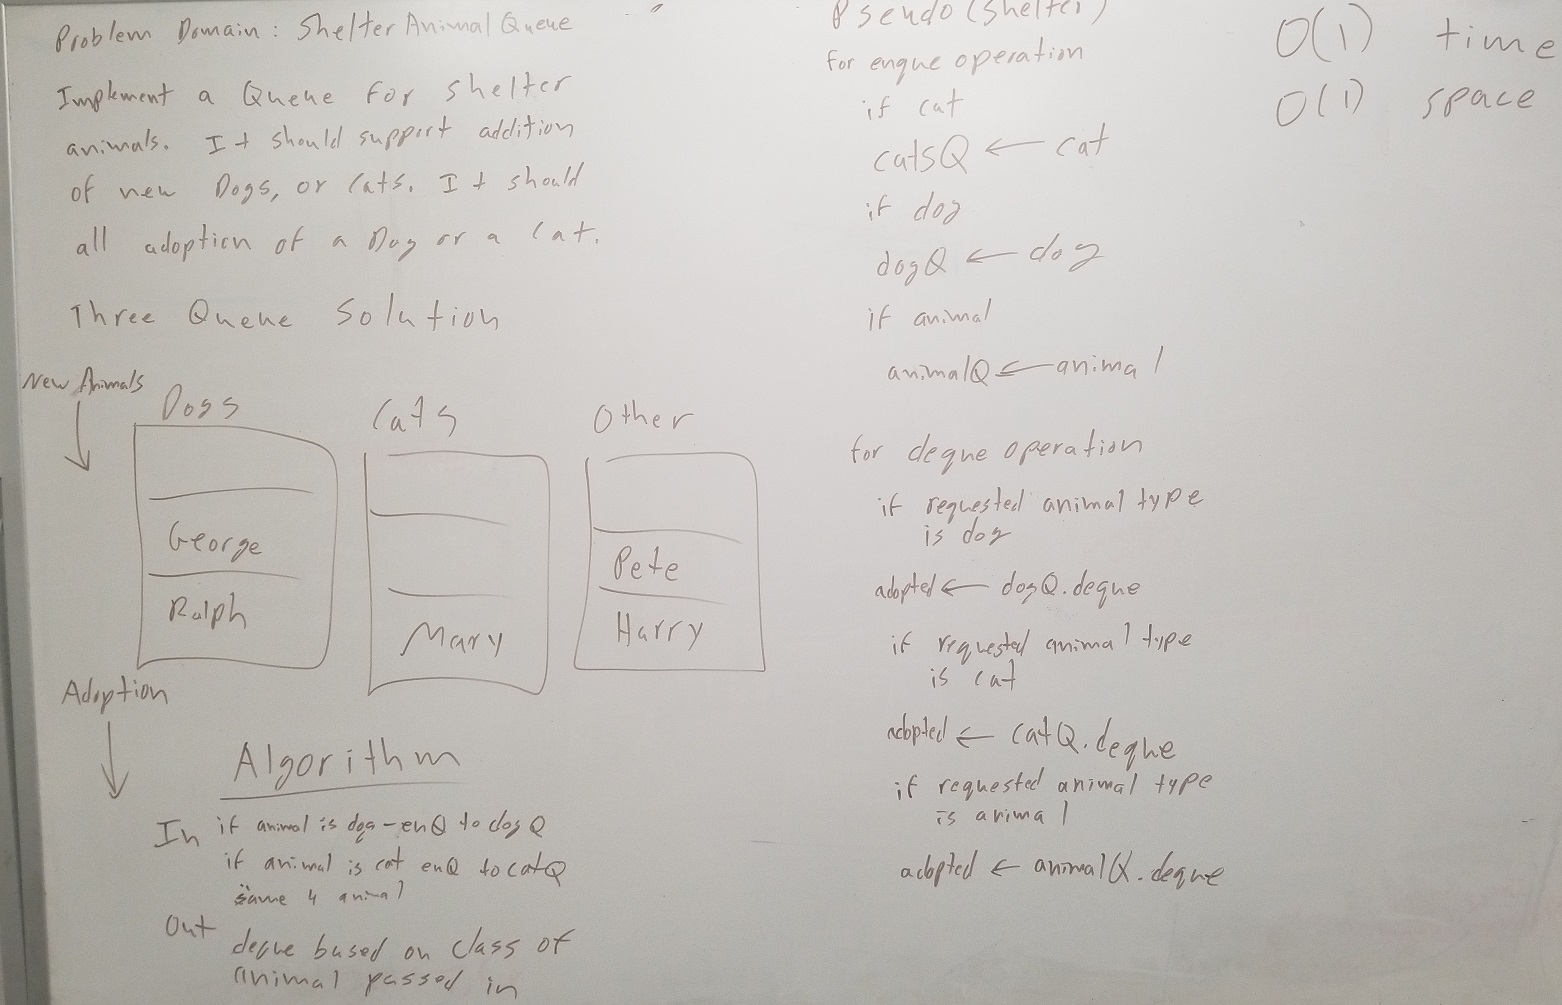 Problem Domain: Shelter Animal Queue
Implement a Queue for shelter
animals. It should support addition
of new Dogs, or Cats. It should
all adoption of a Dog or a Cat.
Three Queue Solution
New Animals
Dogs
Cats
Other
George
Ralph
Mary
Pete
Harry
Adoption
Algorithm
In if animal is dog - enQ to dogQ
if animal is cat enQ to catQ
same 4 animal
Out
deque based on class of
animal passed in
Pseudo (Shelter)
for enque operation
if cat
catsQ ← cat
if dog
dogQ ← dog
if animal
animalQ ← animal
for deque operation
if requested animal type
is dog
adopted ← dogQ.deque
if requested animal type
is cat
adopted ← catQ.deque
if requested animal type
is animal
adopted ← animalQ.deque
O(1) time
O(1) space